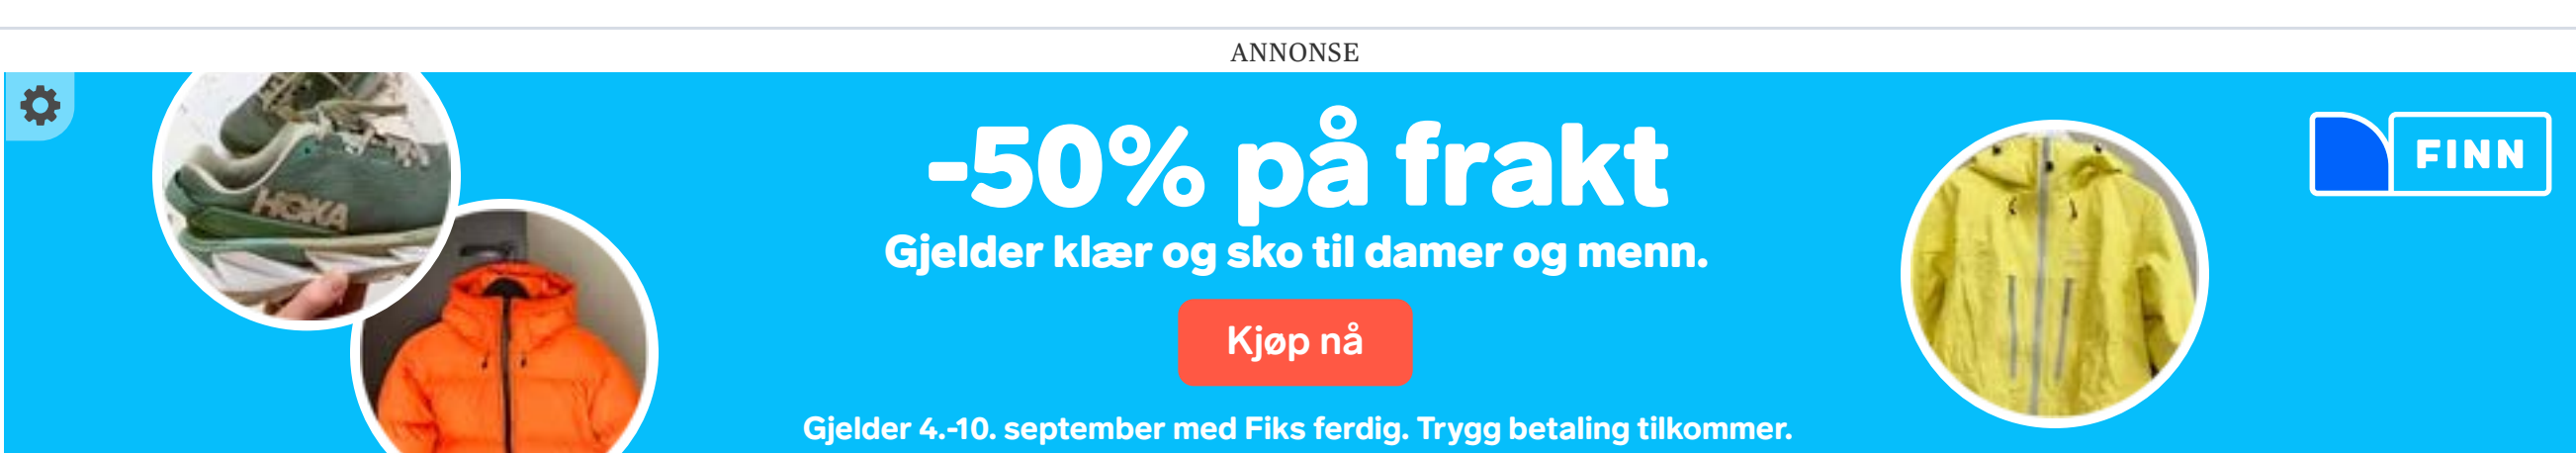 ANNONSE
-50% på frakt
FINN
HOKA
Gjelder klær og sko til damer og menn.
Kjøp nå
Gjelder 4.-10. september med Fiks ferdig. Trygg betaling tilkommer.